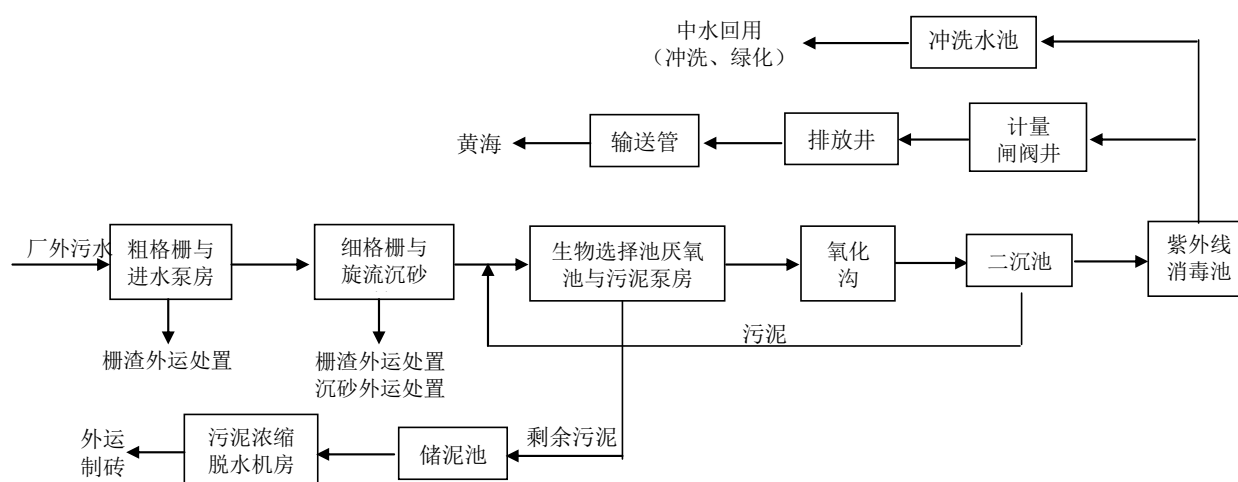 中水回用
（冲洗、绿化）
冲洗水池
黄海
输送管
排放井
计量
闸阀井
厂外污水
粗格栅与
进水泵房
细格栅与
旋流沉砂
生物选择池厌氧
池与污泥泵房
氧化
沟
二沉池
紫外线
消毒池
污泥
栅渣外运处置
栅渣外运处置
沉砂外运处置
外运
制砖
污泥浓缩
脱水机房
储泥池
剩余污泥